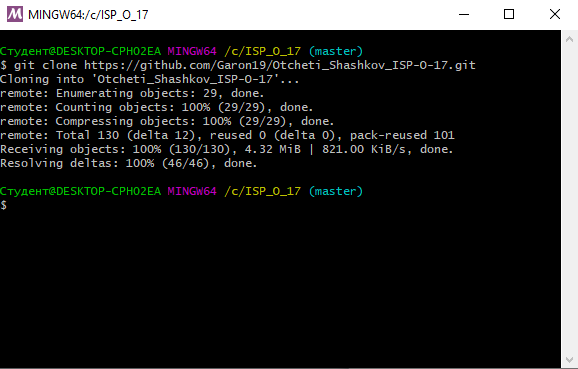 MINGW64:/c/ISP_O_17
Студент@DESKTOP-CPH02EA MINGW64 /c/ISP_O_17 (master)
$ git clone https://github.com/Garon19/Otcheti_Shashkov_ISP-O-17.git
Cloning into 'Otcheti_Shashkov_ISP-O-17'...
remote: Enumerating objects: 29, done.
remote: Counting objects: 100% (29/29), done.
remote: Compressing objects: 100% (29/29), done.
remote: Total 130 (delta 12), reused 0 (delta 0), pack-reused 101
Receiving objects: 100% (130/130), 4.32 MiB | 821.00 KiB/s, done.
Resolving deltas: 100% (46/46), done.
Студент@DESKTOP-CPH02EA MINGW64 /c/ISP_O_17 (master)
$